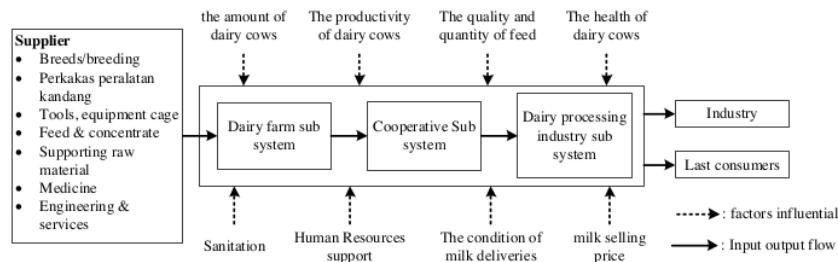 the amount of
dairy cows
The productivity
of dairy cows
The quality and
quantity of feed
The health of
dairy cows
Supplier
• Breeds/breeding
• Perkakas peralatan
kandang
• Tools, equipment cage
• Feed & concentrate
• Supporting raw
material
• Medicine
• Engineering &
services
Dairy farm sub
system
Cooperative Sub
system
Dairy processing
industry sub
system
Industry
Last consumers
Sanitation
Human Resources
support
The condition of
milk deliveries
milk selling
price
: factors influential
: Input output flow